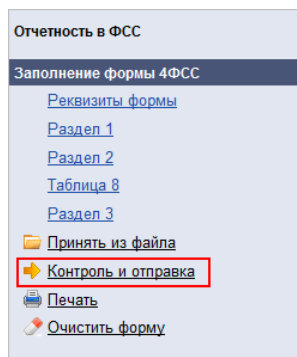 Отчетность в ФСС
Заполнение формы 4ФСС
Реквизиты формы
Раздел 1
Раздел 2
Таблица 8
Раздел 3
Принять из файла
Контроль и отправка
Печать
Очистить форму